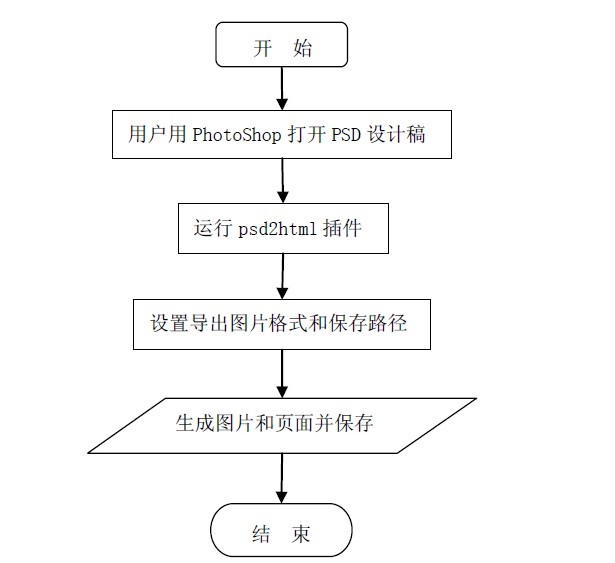 开 始
用户用 PhotoShop 打开 PSD 设计稿
运行 psd2html 插件
设置导出图片格式和保存路径
生成图片和页面并保存
结 束